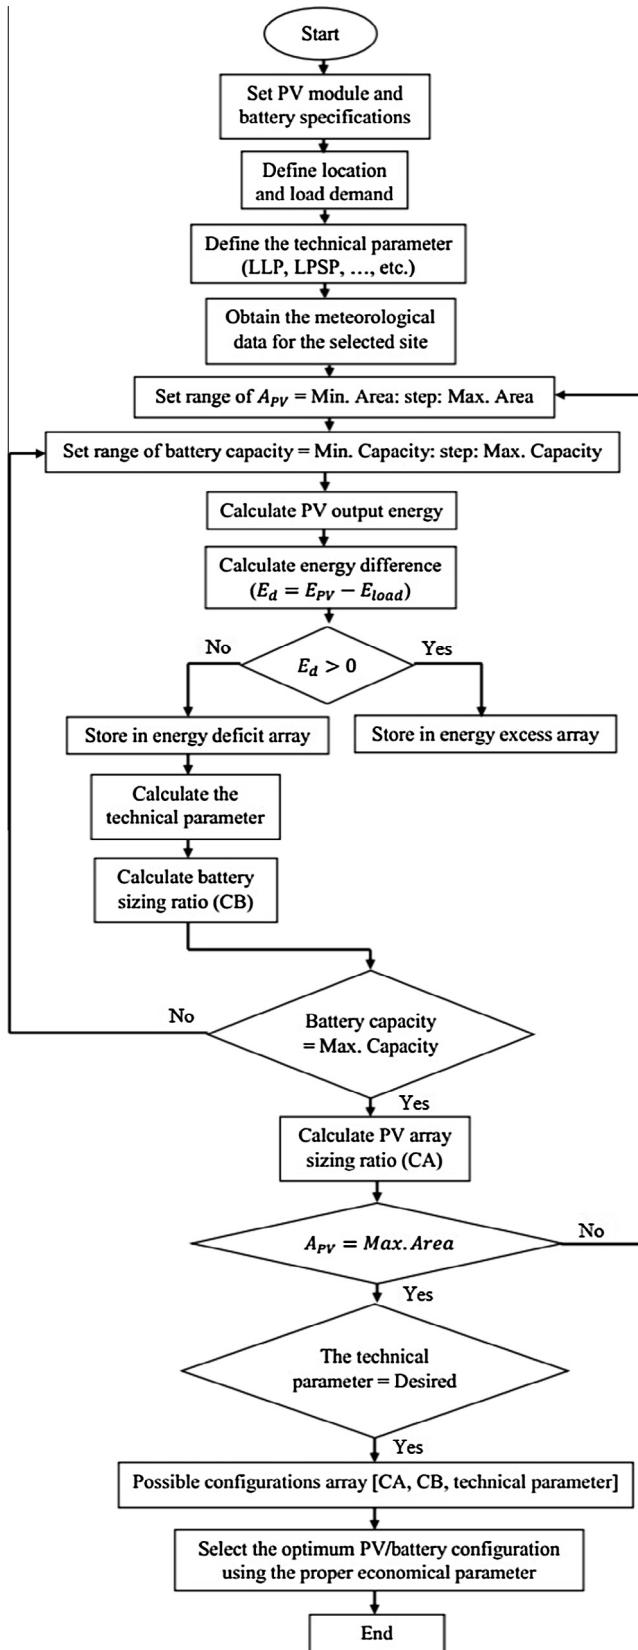 Start
Set PV module and
battery specifications
Define location
and load demand
Define the technical parameter
(LLP, LPSP, …, etc.)
Obtain the meteorological
data for the selected site
Set range of A_PV = Min. Area: step: Max. Area
Set range of battery capacity = Min. Capacity: step: Max. Capacity
Calculate PV output energy
Calculate energy difference
(E_d = E_PV − E_load)
No
Yes
E_d > 0
Store in energy deficit array
Store in energy excess array
Calculate the
technical parameter
Calculate battery
sizing ratio (CB)
No
Battery capacity
= Max. Capacity
Yes
Calculate PV array
sizing ratio (CA)
A_PV = Max. Area
No
Yes
The technical
parameter = Desired
Yes
Possible configurations array [CA, CB, technical parameter]
Select the optimum PV/battery configuration
using the proper economical parameter
End